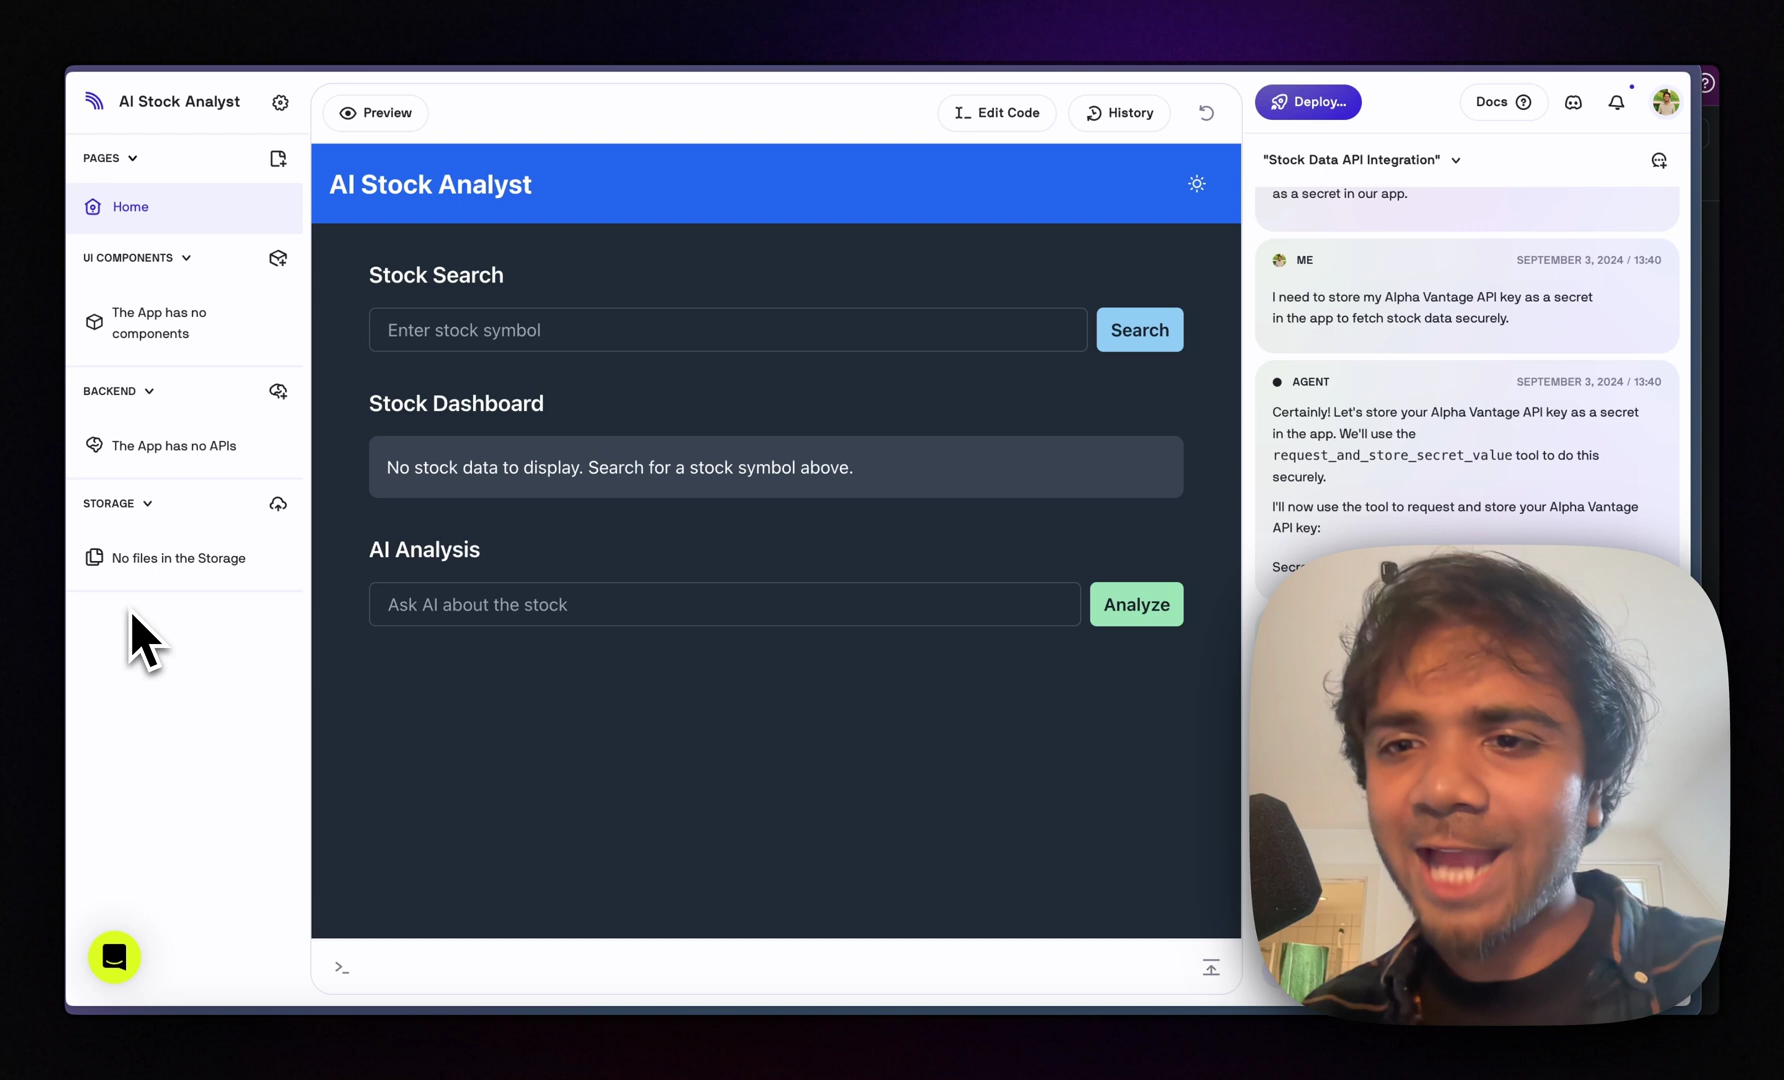 AI Stock Analyst
PAGES
Home
UI COMPONENTS
The App has no
components
BACKEND
The App has no APIs
STORAGE
No files in the Storage
Preview
Edit Code
History
AI Stock Analyst
Stock Search
Enter stock symbol
Search
Stock Dashboard
No stock data to display. Search for a stock symbol above.
AI Analysis
Ask AI about the stock
Analyze
>_
Deploy...
Docs
"Stock Data API Integration"
as a secret in our app.
ME
SEPTEMBER 3, 2024 / 13:40
I need to store my Alpha Vantage API key as a secret
in the app to fetch stock data securely.
AGENT
SEPTEMBER 3, 2024 / 13:40
Certainly! Let's store your Alpha Vantage API key as a secret
in the app. We'll use the
request_and_store_secret_value tool to do this
securely.
I'll now use the tool to request and store your Alpha Vantage
API key: